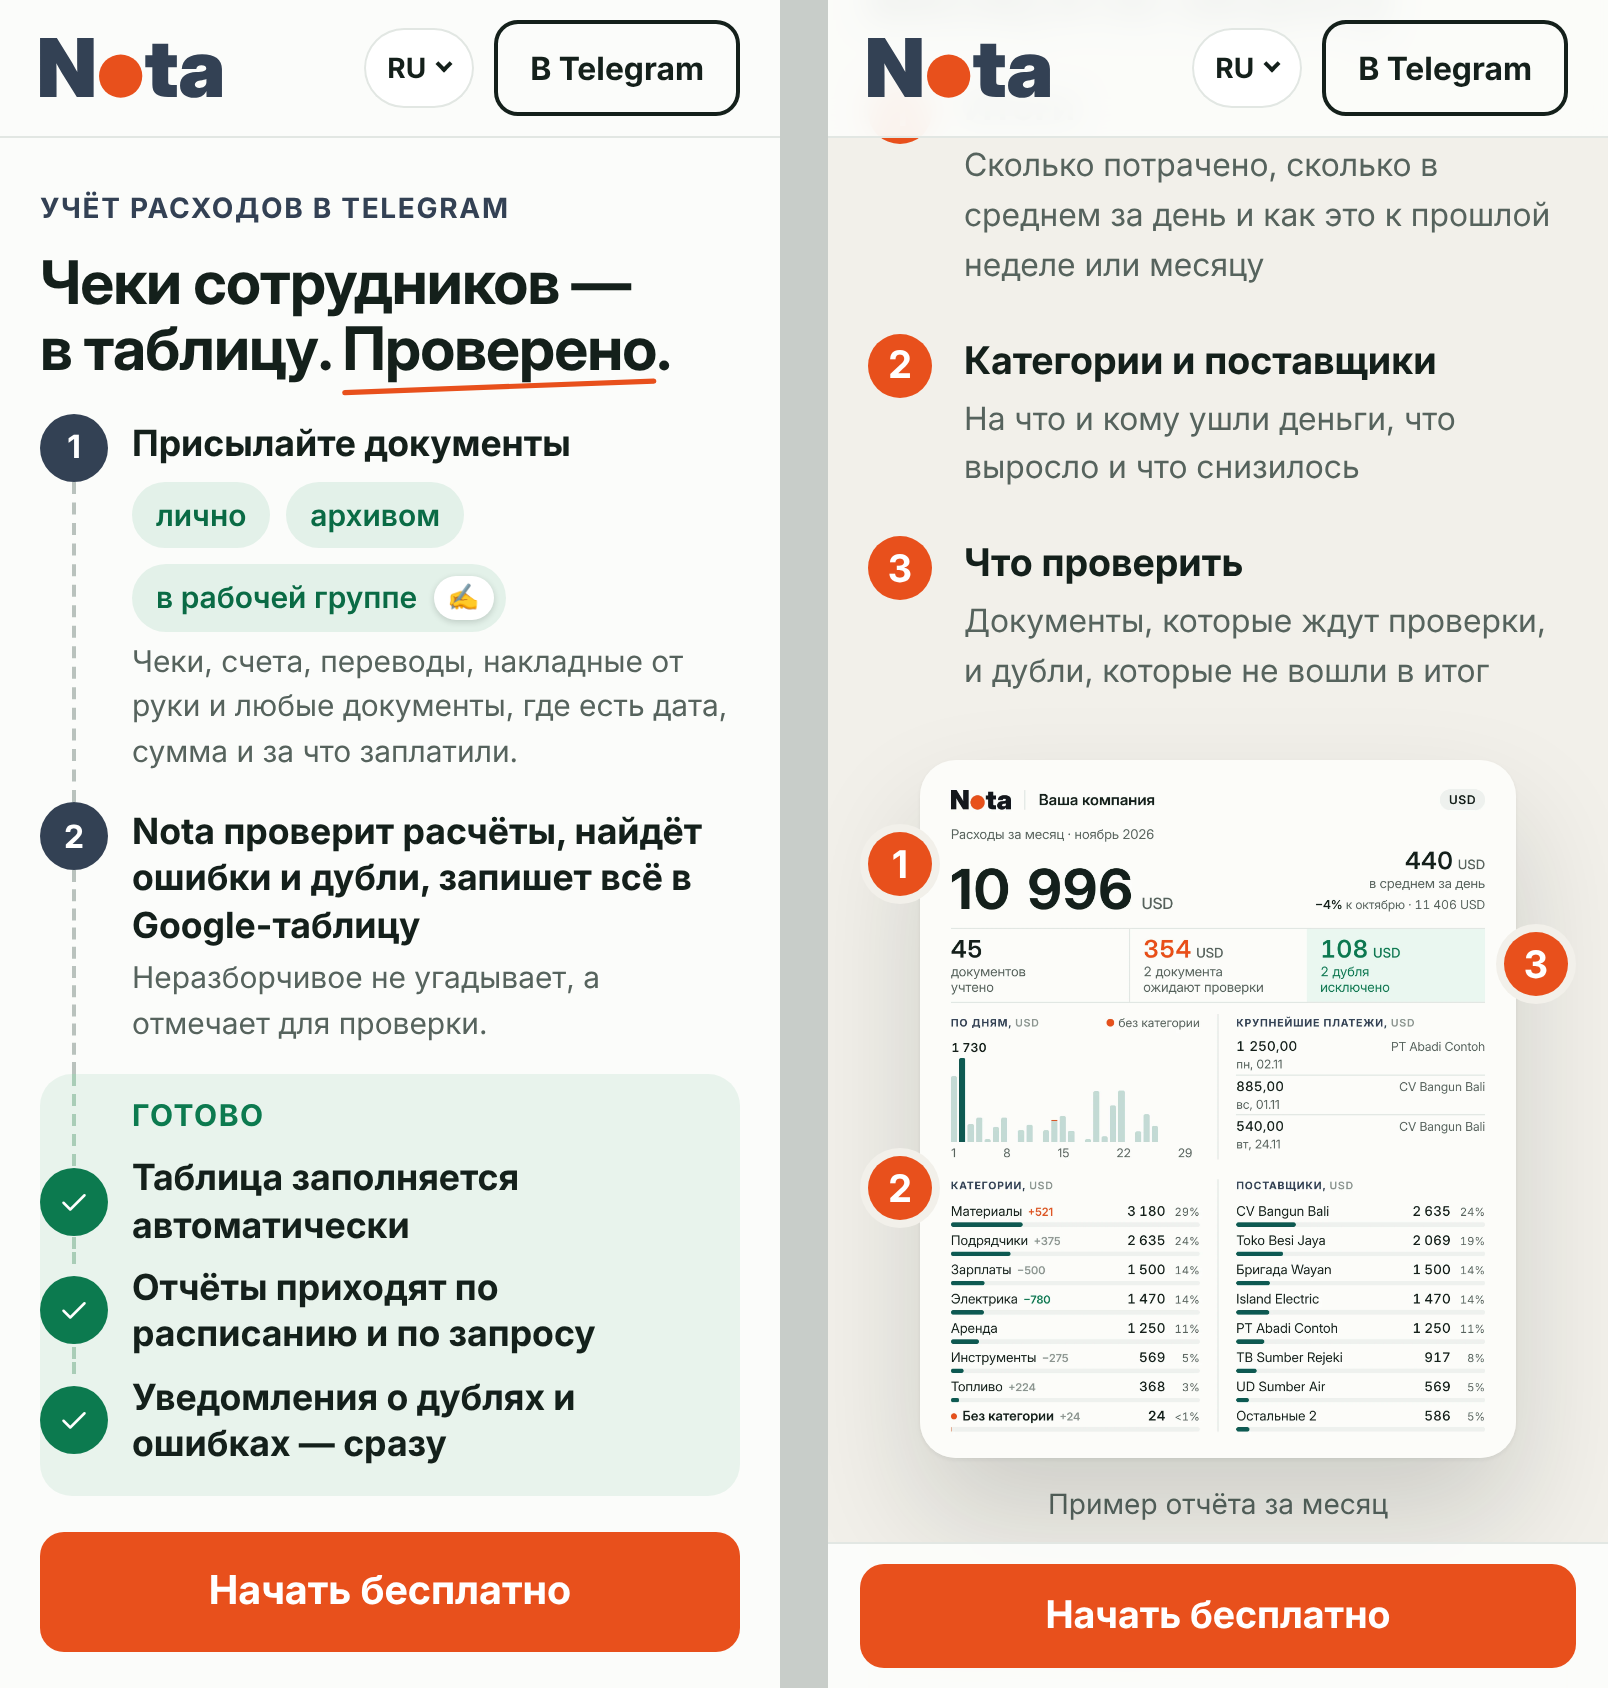 Nota
RU
В Telegram
УЧЁТ РАСХОДОВ В TELEGRAM
Чеки сотрудников —
в таблицу. Проверено.
1
Присылайте документы
лично
архивом
в рабочей группе ✍️
Чеки, счета, переводы, накладные от
руки и любые документы, где есть дата,
сумма и за что заплатили.
2
Nota проверит расчёты, найдёт
ошибки и дубли, запишет всё в
Google-таблицу
Неразборчивое не угадывает, а
отмечает для проверки.
ГОТОВО
Таблица заполняется
автоматически
Отчёты приходят по
расписанию и по запросу
Уведомления о дублях и
ошибках — сразу
Начать бесплатно
Nota
RU
В Telegram
Сколько потрачено, сколько в
среднем за день и как это к прошлой
неделе или месяцу
2
Категории и поставщики
На что и кому ушли деньги, что
выросло и что снизилось
3
Что проверить
Документы, которые ждут проверки,
и дубли, которые не вошли в итог
Nota
Ваша компания
USD
Расходы за месяц · ноябрь 2026
1
10 996 USD
440 USD
в среднем за день
−4% к октябрю · 11 406 USD
45
документов
учтено
354 USD
2 документа
ожидают проверки
108 USD
2 дубля
исключено
3
ПО ДНЯМ, USD
без категории
1 730
1 8 15 22 29
КРУПНЕЙШИЕ ПЛАТЕЖИ, USD
1 250,00 PT Abadi Contoh
пн, 02.11
885,00 CV Bangun Bali
вс, 01.11
540,00 CV Bangun Bali
вт, 24.11
2
КАТЕГОРИИ, USD
Материалы +521 3 180 29%
Подрядчики +375 2 635 24%
Зарплаты −500 1 500 14%
Электрика −780 1 470 14%
Аренда 1 250 11%
Инструменты −275 569 5%
Топливо +224 368 3%
Без категории +24 24 <1%
ПОСТАВЩИКИ, USD
CV Bangun Bali 2 635 24%
Toko Besi Jaya 2 069 19%
Бригада Wayan 1 500 14%
Island Electric 1 470 14%
PT Abadi Contoh 1 250 11%
TB Sumber Rejeki 917 8%
UD Sumber Air 569 5%
Остальные 2 586 5%
Пример отчёта за месяц
Начать бесплатно